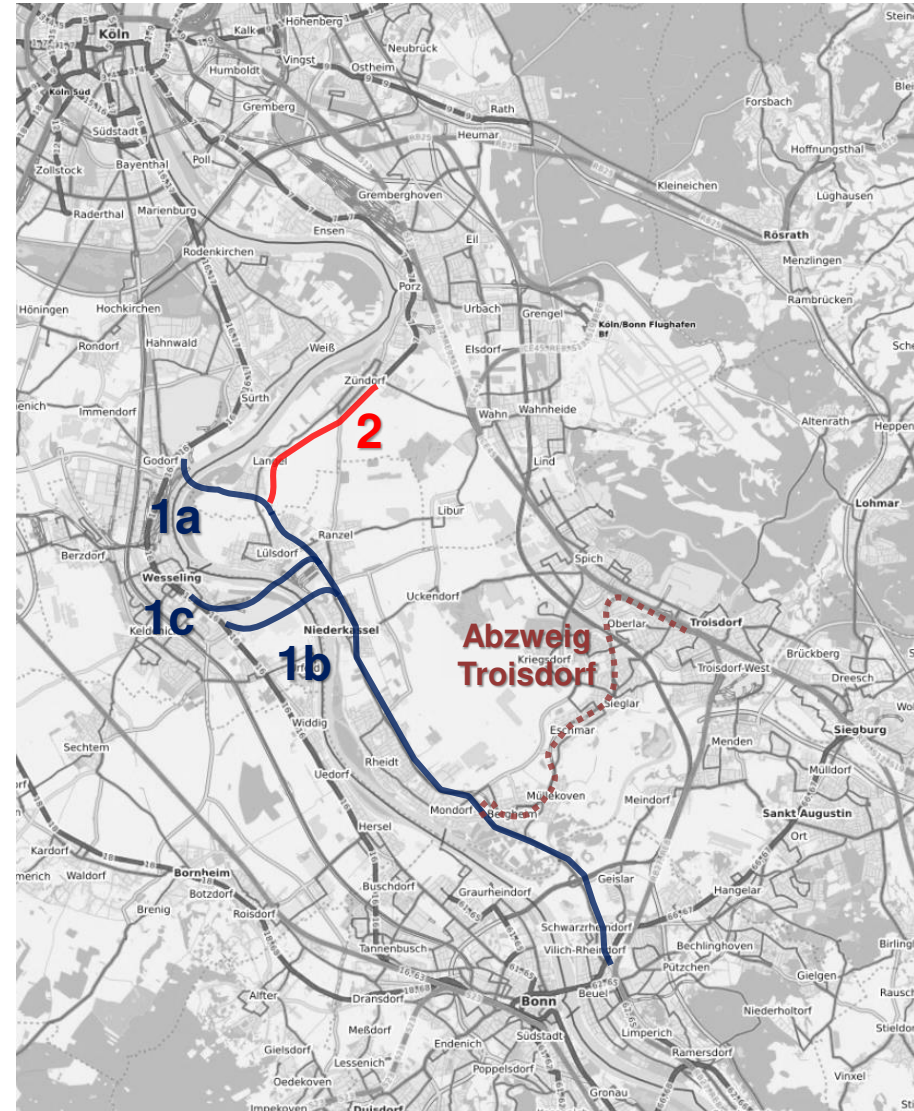 Köln
Kalk
Höhenberg
Vingst
Neubrück
Ostheim
Humboldt
Köln Süd
Gremberg
Rath
Forsbach
Heumar
Südstadt
Hoffnungsthal
Zollstock
Bayenthal
Poll
Gremberghoven
Kleineichen
Lüghausen
Raderthal
Marienburg
Ensen
Eil
Rösrath
Rodenkirchen
Menzlingen
Porz
Höningen
Hochkirchen
Urbach
Grengel
Rambrücken
Köln/Bonn Flughafen
Bf
Rondorf
Hahnwald
Weiß
Elsdorf
Zündorf
Sürth
Immendorf
Wahn
Wahnheide
Altenrath
2
Godorf
Lind
Lohmar
1a
Libur
Ranzel
Berzdorf
Lülsdorf
Spich
Wesseling
Uckendorf
1c
Niederkassel
Abzweig
Troisdorf
Oberlar
Troisdorf
1b
Kriegsdorf
Troisdorf-West
Brückberg
Dreesch
Sieglar
Widdig
Eschmar
Siegburg
Sechtem
Menden
Rheidt
Mülldorf
Uedorf
Müllekoven
Meindorf
Mondorf
Bergheim
Sankt Augustin
Hersel
Ort
Kardorf
Waldorf
Bornheim
Geislar
Hangelar
Botzdorf
Buschdorf
Graurheindorf
Brenig
Roisdorf
Schwarzrheindorf
Vilich-Rheindorf
Bechlinghoven
Tannenbusch
Pützchen
Gielgen
Alfter
Dransdorf
Bonn
Beuel
Niederholtorf
Meßdorf
Südstadt
Limperich
Gielsdorf
Endenich
Lessenich
Ramersdorf
Oedekoven
Poppelsdorf
Vinxel
Impekoven
Duisdorf
Gronau